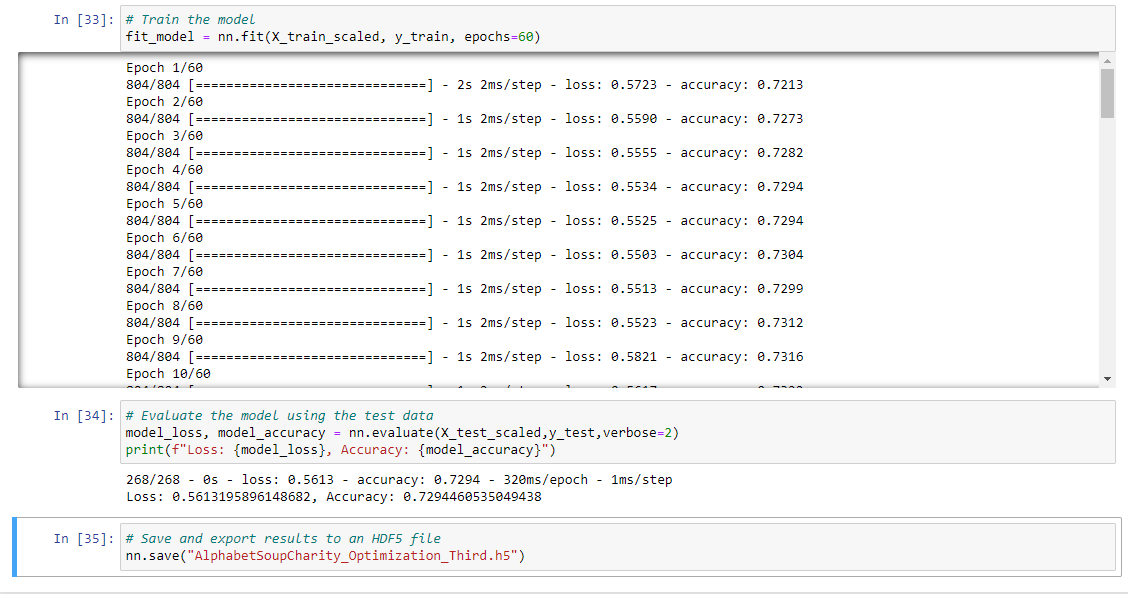 In [33]: # Train the model
fit_model = nn.fit(X_train_scaled, y_train, epochs=60)
Epoch 1/60
804/804 [==============================] - 2s 2ms/step - loss: 0.5723 - accuracy: 0.7213
Epoch 2/60
804/804 [==============================] - 1s 2ms/step - loss: 0.5590 - accuracy: 0.7273
Epoch 3/60
804/804 [==============================] - 1s 2ms/step - loss: 0.5555 - accuracy: 0.7282
Epoch 4/60
804/804 [==============================] - 1s 2ms/step - loss: 0.5534 - accuracy: 0.7294
Epoch 5/60
804/804 [==============================] - 1s 2ms/step - loss: 0.5525 - accuracy: 0.7294
Epoch 6/60
804/804 [==============================] - 1s 2ms/step - loss: 0.5503 - accuracy: 0.7304
Epoch 7/60
804/804 [==============================] - 1s 2ms/step - loss: 0.5513 - accuracy: 0.7299
Epoch 8/60
804/804 [==============================] - 1s 2ms/step - loss: 0.5523 - accuracy: 0.7312
Epoch 9/60
804/804 [==============================] - 1s 2ms/step - loss: 0.5821 - accuracy: 0.7316
Epoch 10/60
In [34]: # Evaluate the model using the test data
model_loss, model_accuracy = nn.evaluate(X_test_scaled,y_test,verbose=2)
print(f"Loss: {model_loss}, Accuracy: {model_accuracy}")
268/268 - 0s - loss: 0.5613 - accuracy: 0.7294 - 320ms/epoch - 1ms/step
Loss: 0.5613195896148682, Accuracy: 0.7294460535049438
In [35]: # Save and export results to an HDF5 file
nn.save("AlphabetSoupCharity_Optimization_Third.h5")